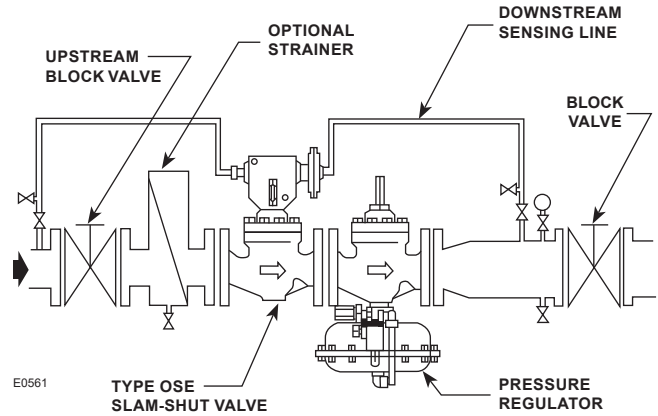 DOWNSTREAM
SENSING LINE
OPTIONAL
STRAINER
UPSTREAM
BLOCK VALVE
BLOCK
VALVE
E0561
TYPE OSE
SLAM-SHUT VALVE
PRESSURE
REGULATOR